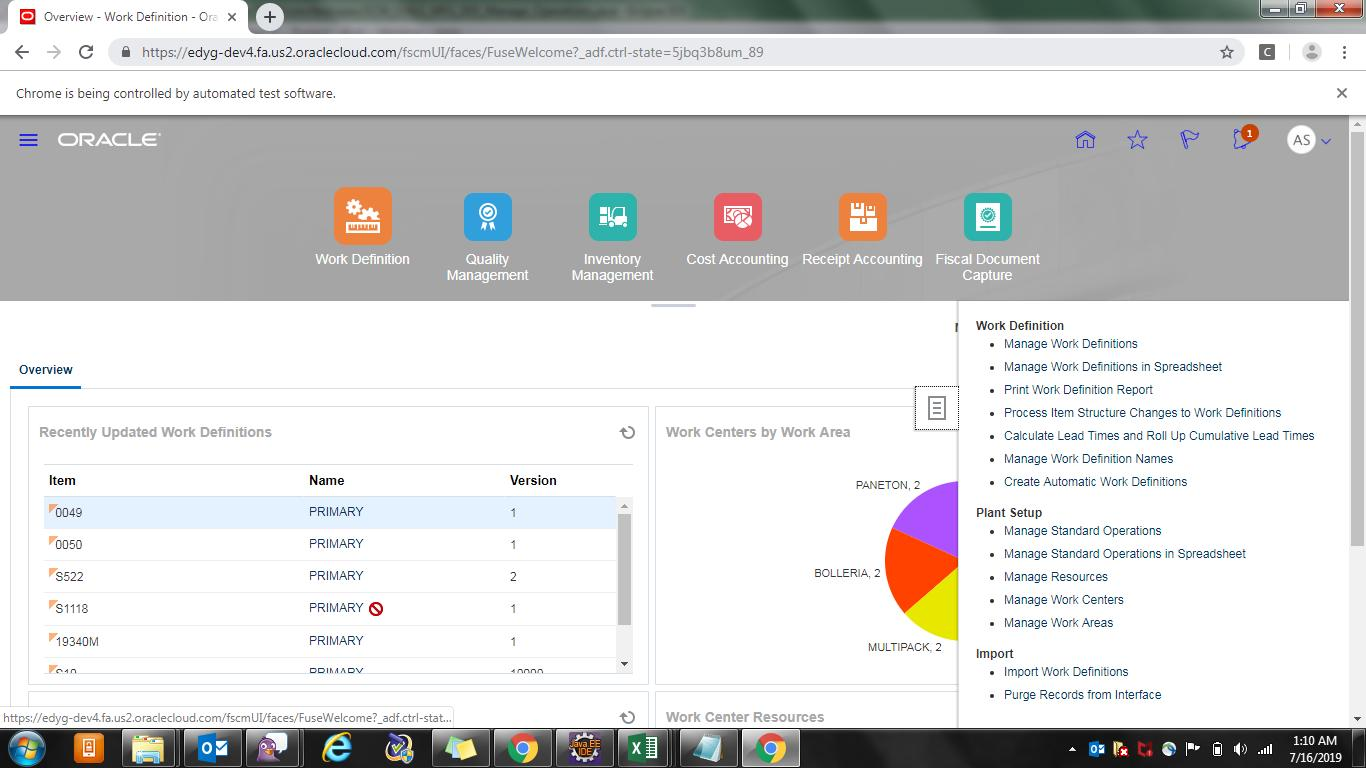 Overview - Work Definition - Ora
https://edyg-dev4.fa.us2.oraclecloud.com/fscmUI/faces/FuseWelcome?_adf.ctrl-state=5jbq3b8um_89
C
Chrome is being controlled by automated test software.
ORACLE
1
AS
Work Definition
Quality Management
Inventory Management
Cost Accounting
Receipt Accounting
Fiscal Document Capture
Overview
Recently Updated Work Definitions
Item Name Version
0049 PRIMARY 1
0050 PRIMARY 1
S522 PRIMARY 2
S1118 PRIMARY 1
19340M PRIMARY 1
S19 PRIMARY 10000
Work Centers by Work Area
PANETON, 2
BOLLERIA, 2
MULTIPACK, 2
Work Center Resources
Work Definition
Manage Work Definitions
Manage Work Definitions in Spreadsheet
Print Work Definition Report
Process Item Structure Changes to Work Definitions
Calculate Lead Times and Roll Up Cumulative Lead Times
Manage Work Definition Names
Create Automatic Work Definitions
Plant Setup
Manage Standard Operations
Manage Standard Operations in Spreadsheet
Manage Resources
Manage Work Centers
Manage Work Areas
Import
Import Work Definitions
Purge Records from Interface
https://edyg-dev4.fa.us2.oraclecloud.com/fscmUI/faces/FuseWelcome?_adf.ctrl-stat...
Java EE
IDE
1:10 AM
7/16/2019